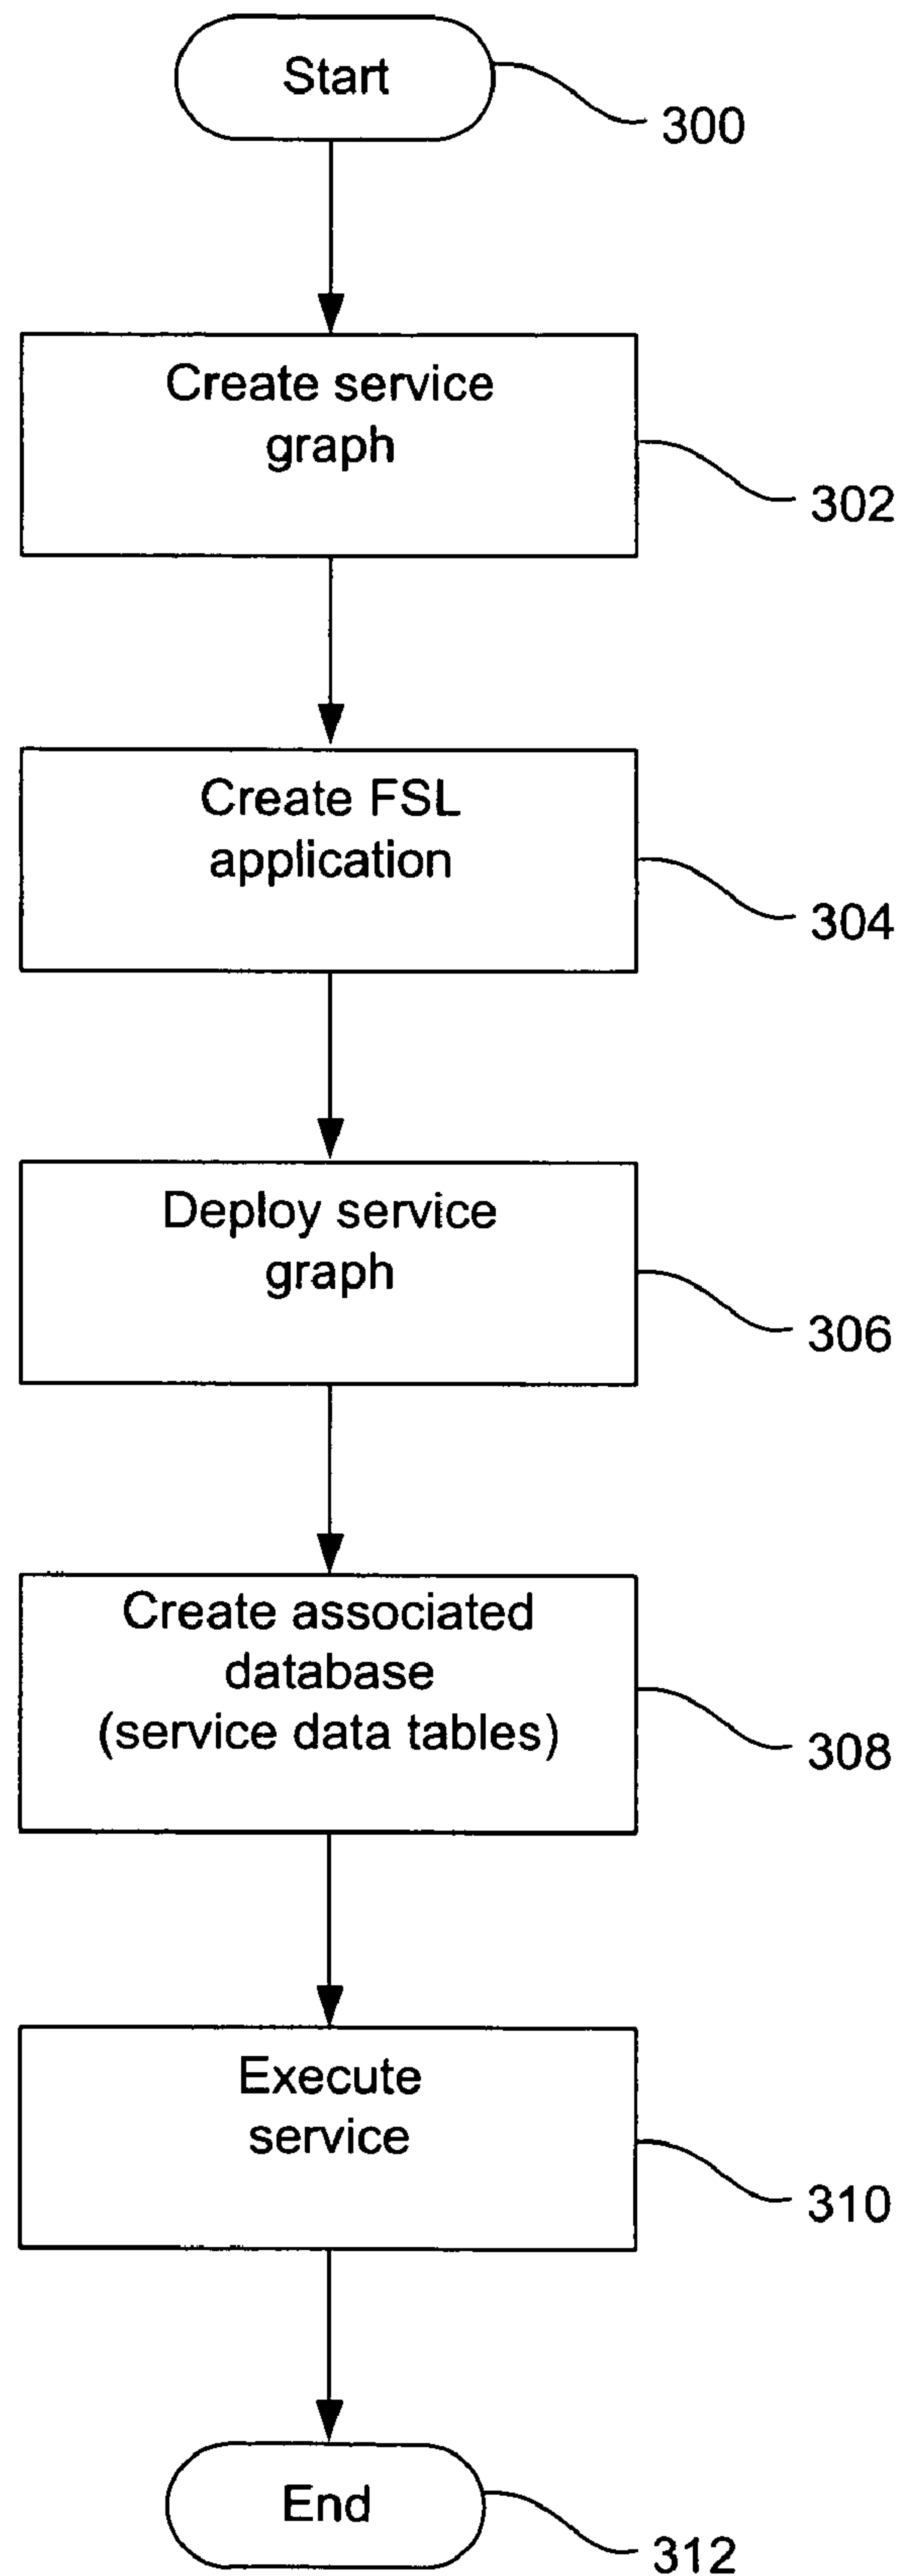 Start
300
Create service
graph
302
Create FSL
application
304
Deploy service
graph
306
Create associated
database
(service data tables)
308
Execute
service
310
End
312